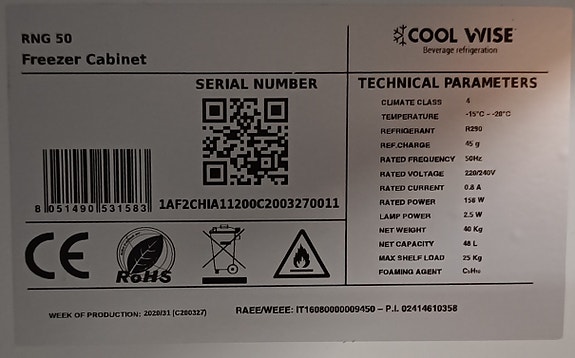 RNG 50
Freezer Cabinet
COOL WISE
Beverage refrigeration
SERIAL NUMBER
1AF2CHIA11200C2003270011
8 051490 531583
CE
RoHS
TECHNICAL PARAMETERS
CLIMATE CLASS 4
TEMPERATURE -15°C - -20°C
REFRIGERANT R290
REF.CHARGE 45 g
RATED FREQUENCY 50Hz
RATED VOLTAGE 220/240V
RATED CURRENT 0.8 A
RATED POWER 158 W
LAMP POWER 2.5 W
NET WEIGHT 40 Kg
NET CAPACITY 48 L
MAX SHELF LOAD 25 Kg
FOAMING AGENT C₅H₁₀
WEEK OF PRODUCTION: 2020/31 (C200327)
RAEE/WEEE: IT16080000009450 – P.I. 02414610358